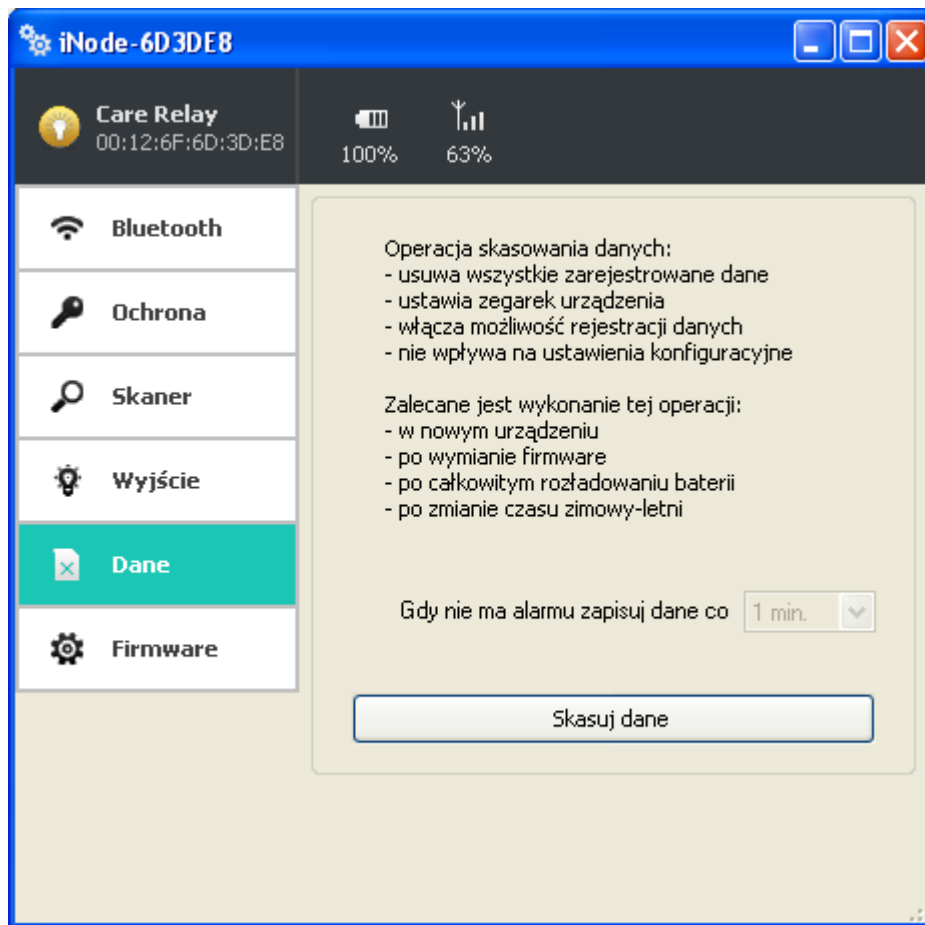 iNode-6D3DE8
Care Relay
00:12:6F:6D:3D:E8
100%
63%
Bluetooth
Ochrona
Skaner
Wyjście
Dane
Firmware
Operacja skasowania danych:
- usuwa wszystkie zarejestrowane dane
- ustawia zegarek urządzenia
- włącza możliwość rejestracji danych
- nie wpływa na ustawienia konfiguracyjne
Zalecane jest wykonanie tej operacji:
- w nowym urządzeniu
- po wymianie firmware
- po całkowitym rozładowaniu baterii
- po zmianie czasu zimowy-letni
Gdy nie ma alarmu zapisuj dane co 1 min.
Skasuj dane